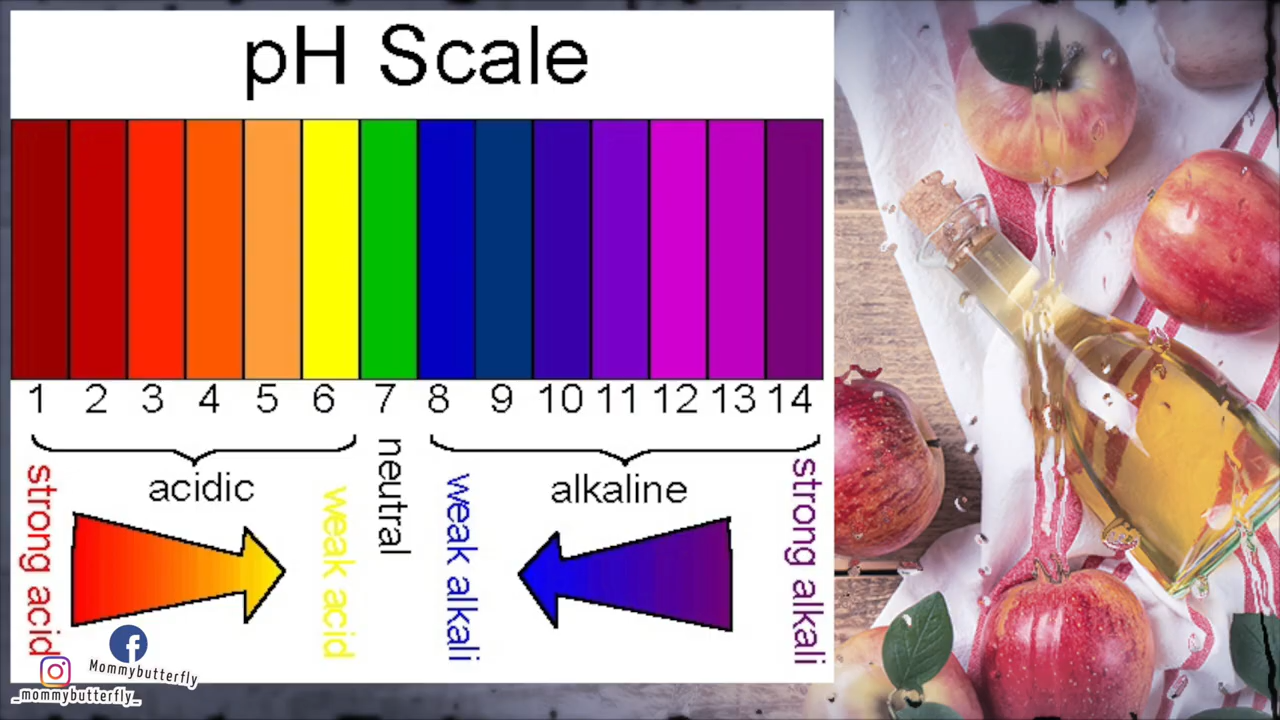 pH Scale
1 2 3 4 5 6 7 8 9 10 11 12 13 14
acidic
neutral
alkaline
strong acid
weak acid
weak alkali
strong alkali
Mommybutterfly
_mommybutterfly_